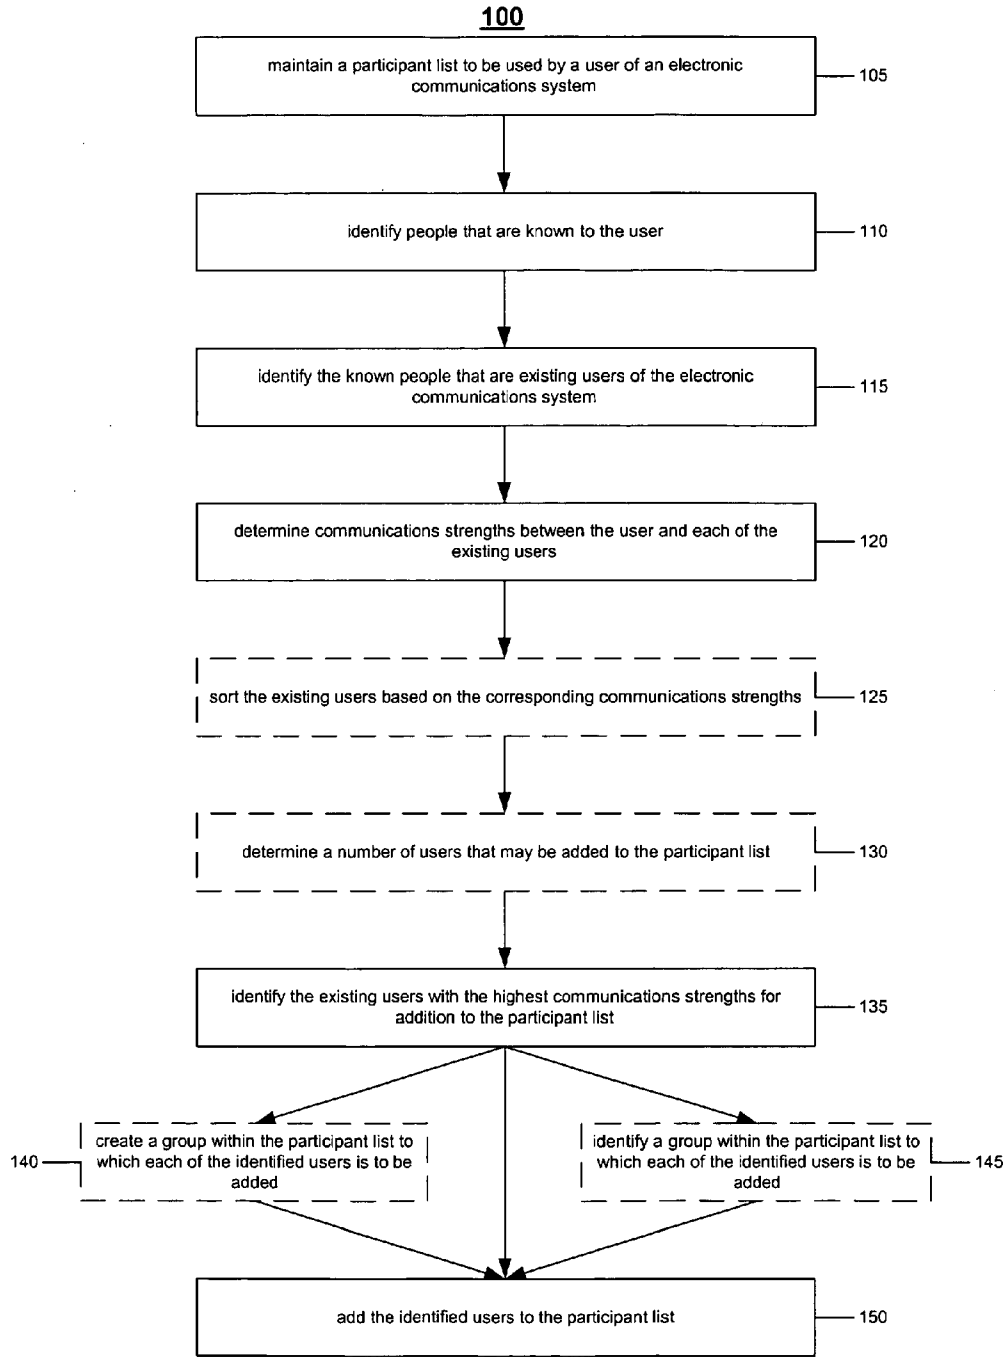 100
maintain a participant list to be used by a user of an electronic
communications system
105
identify people that are known to the user
110
identify the known people that are existing users of the electronic
communications system
115
determine communications strengths between the user and each of the
existing users
120
sort the existing users based on the corresponding communications strengths
125
determine a number of users that may be added to the participant list
130
identify the existing users with the highest communications strengths for
addition to the participant list
135
140
create a group within the participant list to
which each of the identified users is to be
added
identify a group within the participant list to
which each of the identified users is to be
added
145
add the identified users to the participant list
150